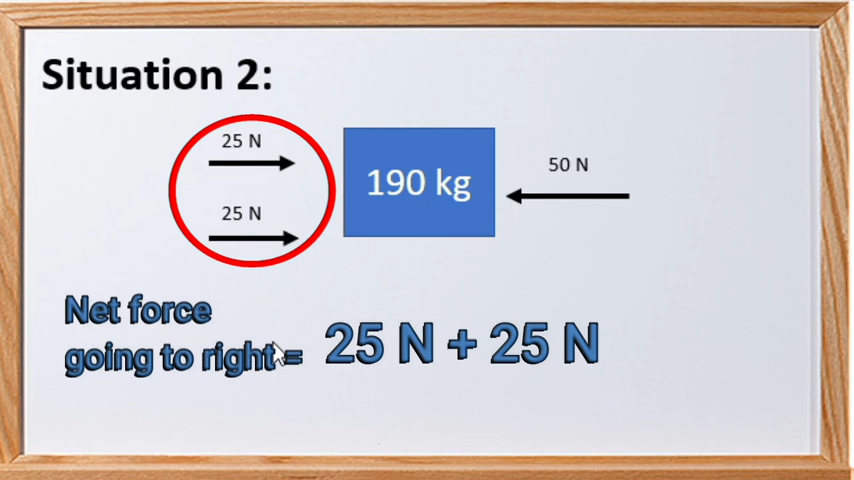 Situation 2:
25 N
190 kg
50 N
25 N
Net force
going to right = 25 N + 25 N